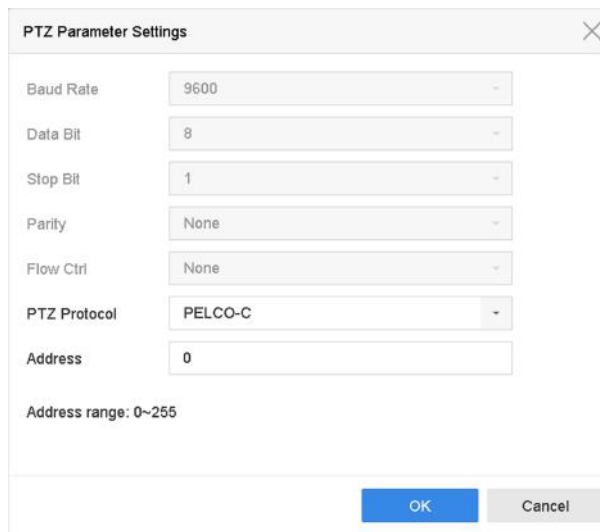 PTZ Parameter Settings
Baud Rate 9600
Data Bit 8
Stop Bit 1
Parity None
Flow Ctrl None
PTZ Protocol PELCO-C
Address 0
Address range: 0~255
OK Cancel